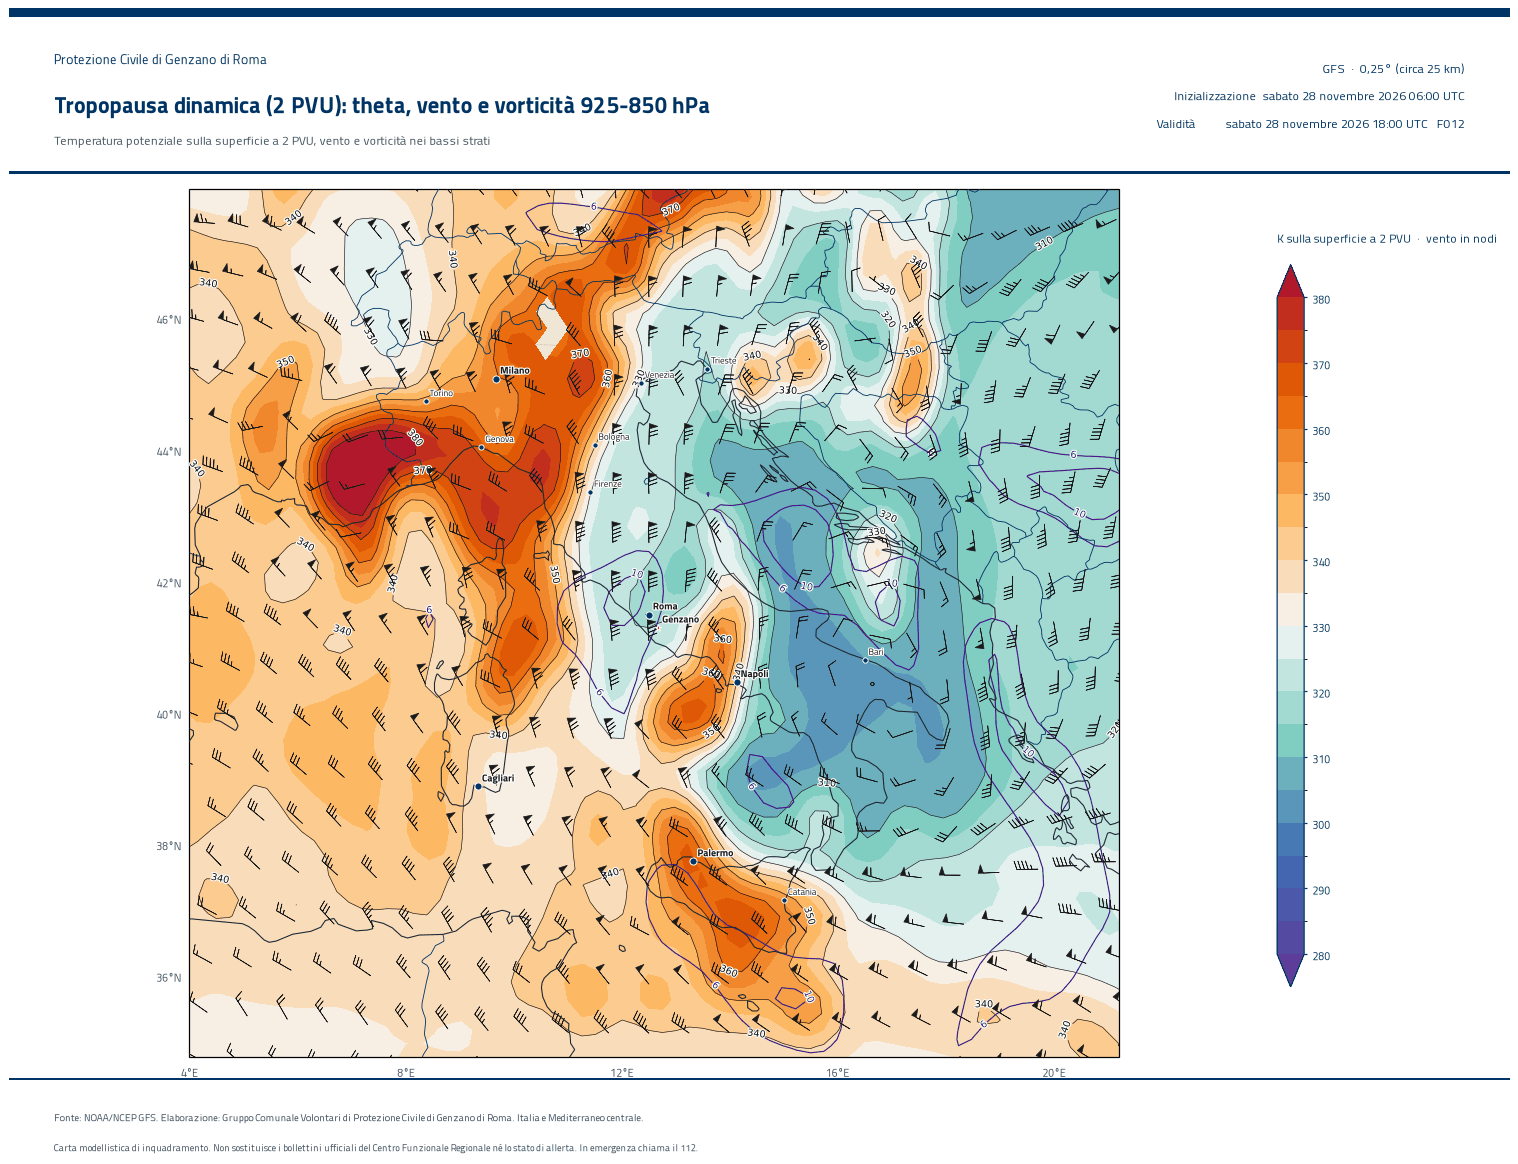 Protezione Civile di Genzano di Roma
Tropopausa dinamica (2 PVU): theta, vento e vorticità 925-850 hPa
Temperatura potenziale sulla superficie a 2 PVU, vento e vorticità nei bassi strati
GFS · 0,25° (circa 25 km)
Inizializzazione sabato 28 novembre 2026 06:00 UTC
Validità sabato 28 novembre 2026 18:00 UTC F012
K sulla superficie a 2 PVU · vento in nodi
380
370
360
350
340
330
320
310
300
290
280
46°N
44°N
42°N
40°N
38°N
36°N
4°E
8°E
12°E
16°E
20°E
Milano
Torino
Venezia
Trieste
Genova
Bologna
Firenze
Roma
Genzano
Napoli
Bari
Cagliari
Palermo
Catania
Fonte: NOAA/NCEP GFS. Elaborazione: Gruppo Comunale Volontari di Protezione Civile di Genzano di Roma. Italia e Mediterraneo centrale.
Carta modellistica di inquadramento. Non sostituisce i bollettini ufficiali del Centro Funzionale Regionale né lo stato di allerta. In emergenza chiama il 112.